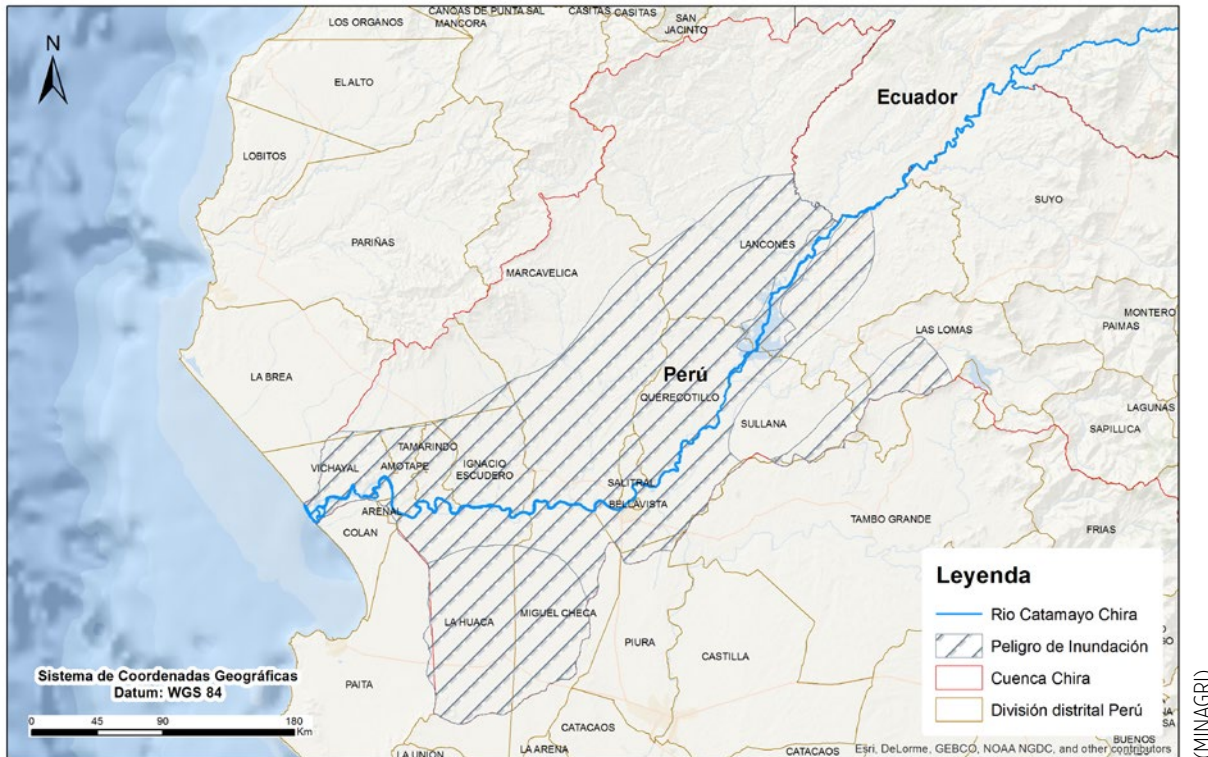 CANOAS DE PUNTA SAL
CASITAS CASITAS
LOS ORGANOS
MANCORA
SAN
JACINTO
N
EL ALTO
Ecuador
LOBITOS
SUYO
PARIÑAS
LANCONES
MARCAVELICA
MONTERO
PAIMAS
LAS LOMAS
LA BREA
Perú
QUERECOTILLO
LAGUNAS
SULLANA
SAPILLICA
TAMARINDO
VICHAYAL
AMOTAPE
IGNACIO
ESCUDERO
SALITRAL
BELLAVISTA
ARENAL
COLAN
TAMBO GRANDE
FRIAS
LA HUACA
MIGUEL CHECA
PIURA
CASTILLA
PAITA
CATACAOS
LA ARENA
LA UNION
CATACAOS
BUENOS
Leyenda
Rio Catamayo Chira
Peligro de Inundación
Cuenca Chira
División distrital Perú
Sistema de Coordenadas Geográficas
Datum: WGS 84
0 45 90 180
Km
Esri, DeLorme, GEBCO, NOAA NGDC, and other contributors
(MINAGRI)